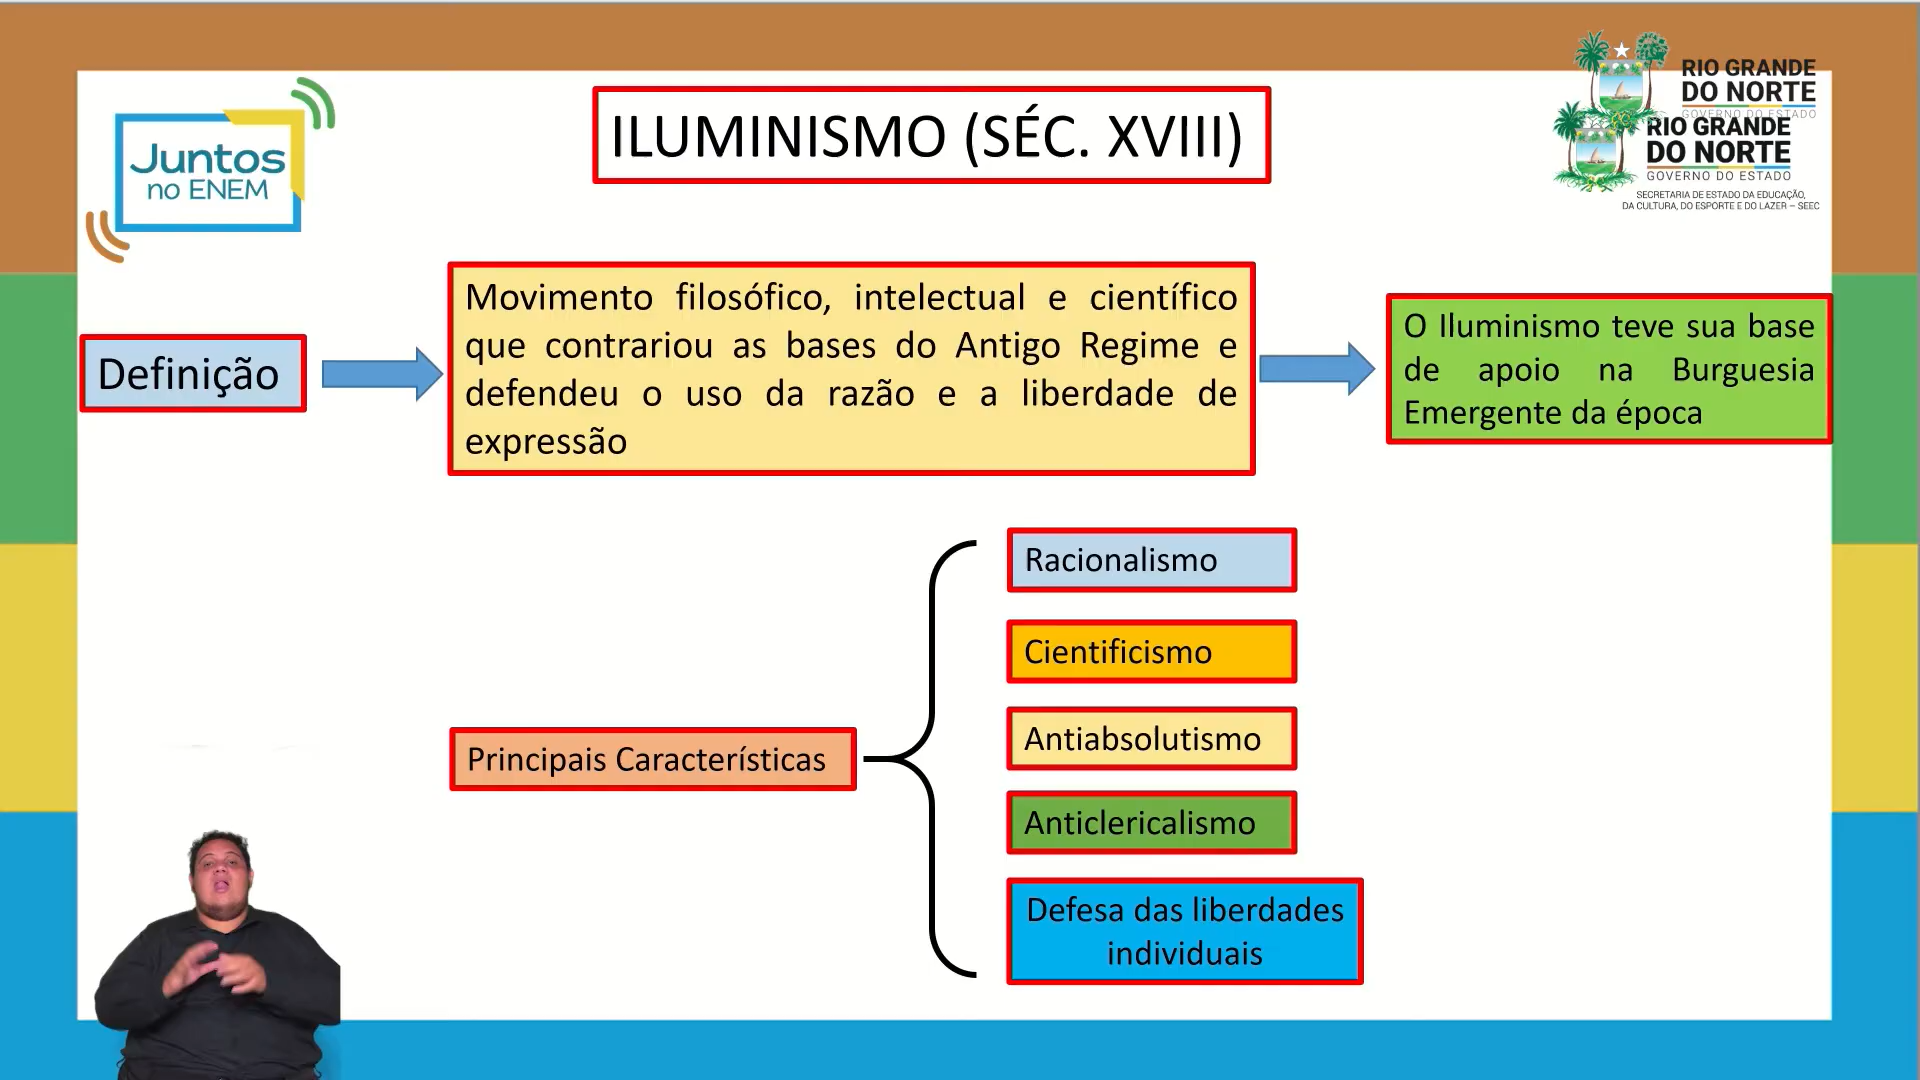 ILUMINISMO (SÉC. XVIII)
Juntos
no ENEM
RIO GRANDE
DO NORTE
GOVERNO DO ESTADO
RIO GRANDE
DO NORTE
GOVERNO DO ESTADO
SECRETARIA DE ESTADO DA EDUCAÇÃO,
DA CULTURA, DO ESPORTE E DO LAZER – SEEC
Definição
Movimento filosófico, intelectual e científico
que contrariou as bases do Antigo Regime e
defendeu o uso da razão e a liberdade de
expressão
O Iluminismo teve sua base
de apoio na Burguesia
Emergente da época
Principais Características
Racionalismo
Cientificismo
Antiabsolutismo
Anticlericalismo
Defesa das liberdades
individuais